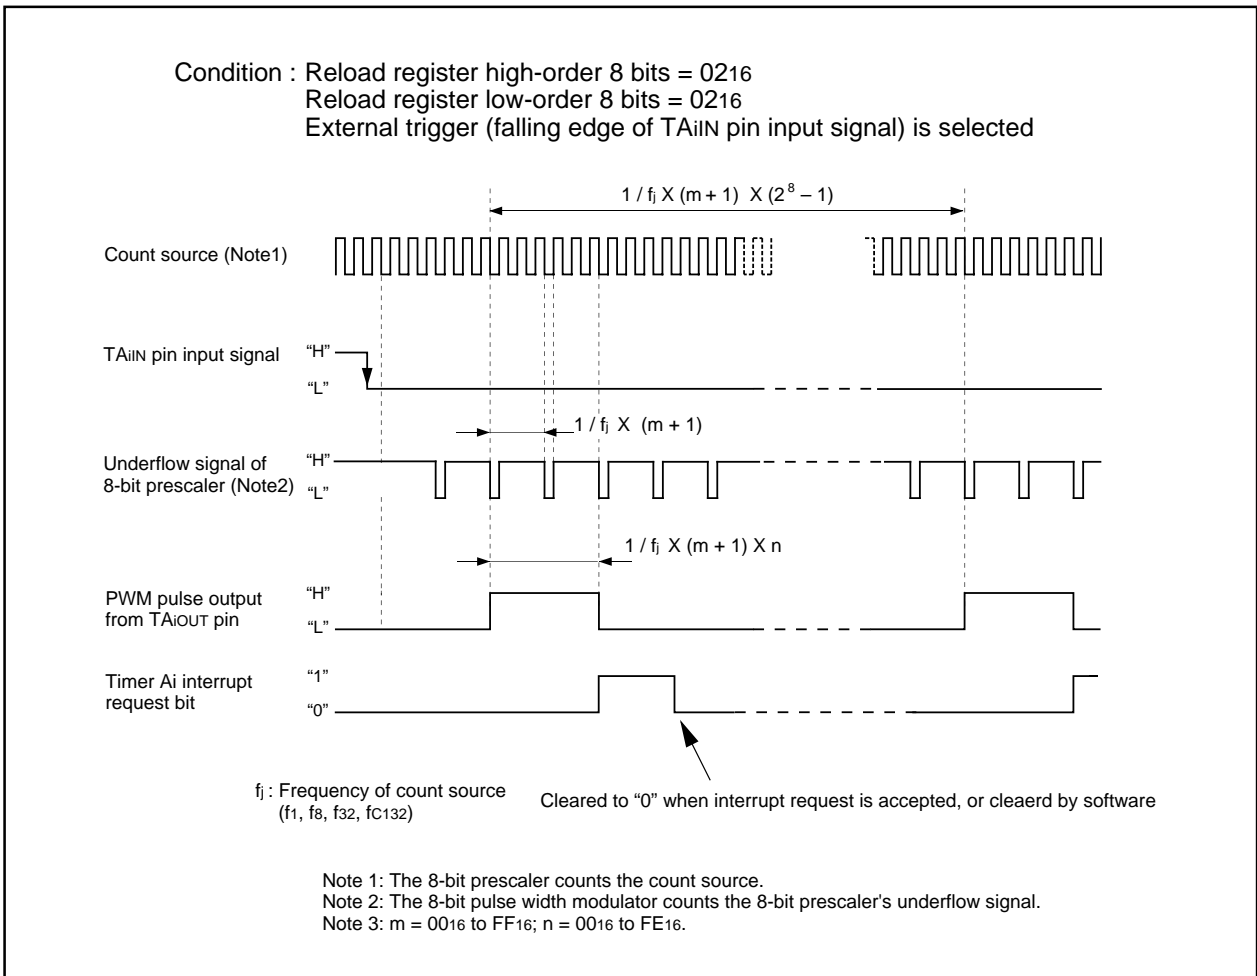 Condition : Reload register high-order 8 bits = 0216
Reload register low-order 8 bits = 0216
External trigger (falling edge of TAiIN pin input signal) is selected
1 / fj X (m + 1) X (2^8 – 1)
Count source (Note1)
TAiIN pin input signal
“H”
“L”
1 / fj X (m + 1)
Underflow signal of
8-bit prescaler (Note2)
“H”
“L”
1 / fj X (m + 1) X n
PWM pulse output
from TAiOUT pin
“H”
“L”
Timer Ai interrupt
request bit
“1”
“0”
fj : Frequency of count source
(f1, f8, f32, fC132)
Cleared to “0” when interrupt request is accepted, or cleaerd by software
Note 1: The 8-bit prescaler counts the count source.
Note 2: The 8-bit pulse width modulator counts the 8-bit prescaler's underflow signal.
Note 3: m = 0016 to FF16; n = 0016 to FE16.